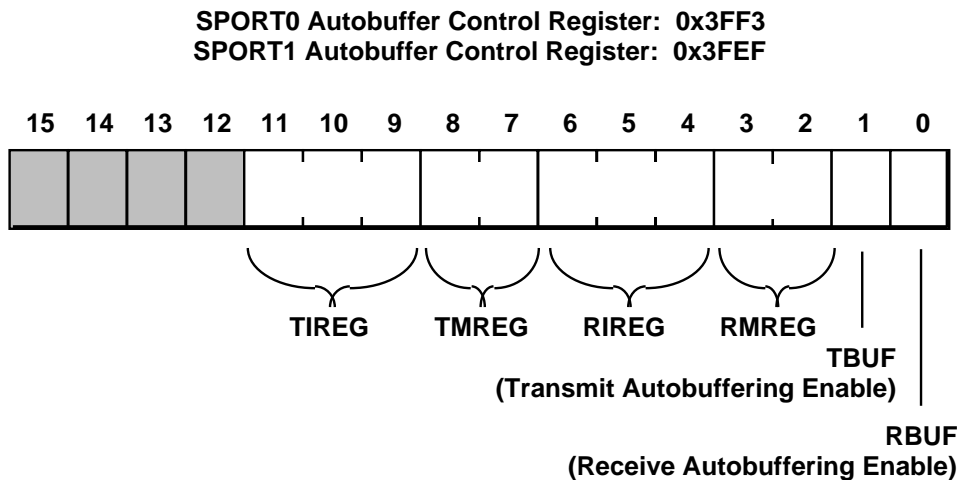 SPORT0 Autobuffer Control Register: 0x3FF3
SPORT1 Autobuffer Control Register: 0x3FEF
15 14 13 12 11 10 9 8 7 6 5 4 3 2 1 0
TIREG TMREG RIREG RMREG
TBUF
(Transmit Autobuffering Enable)
RBUF
(Receive Autobuffering Enable)